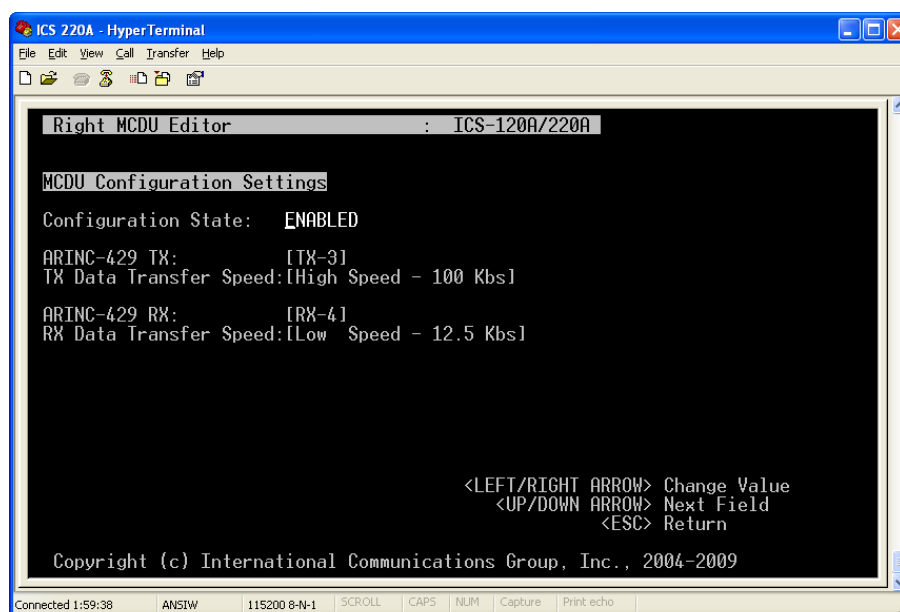 ICS 220A - HyperTerminal
File Edit View Call Transfer Help
Right MCDU Editor : ICS-120A/220A
MCDU Configuration Settings
Configuration State: ENABLED
ARINC-429 TX: [TX-3]
TX Data Transfer Speed:[High Speed - 100 Kbs]
ARINC-429 RX: [RX-4]
RX Data Transfer Speed:[Low Speed - 12.5 Kbs]
<LEFT/RIGHT ARROW> Change Value
<UP/DOWN ARROW> Next Field
<ESC> Return
Copyright (c) International Communications Group, Inc., 2004-2009
Connected 1:59:38 ANSIW 115200 8-N-1 SCROLL CAPS NUM Capture Print echo